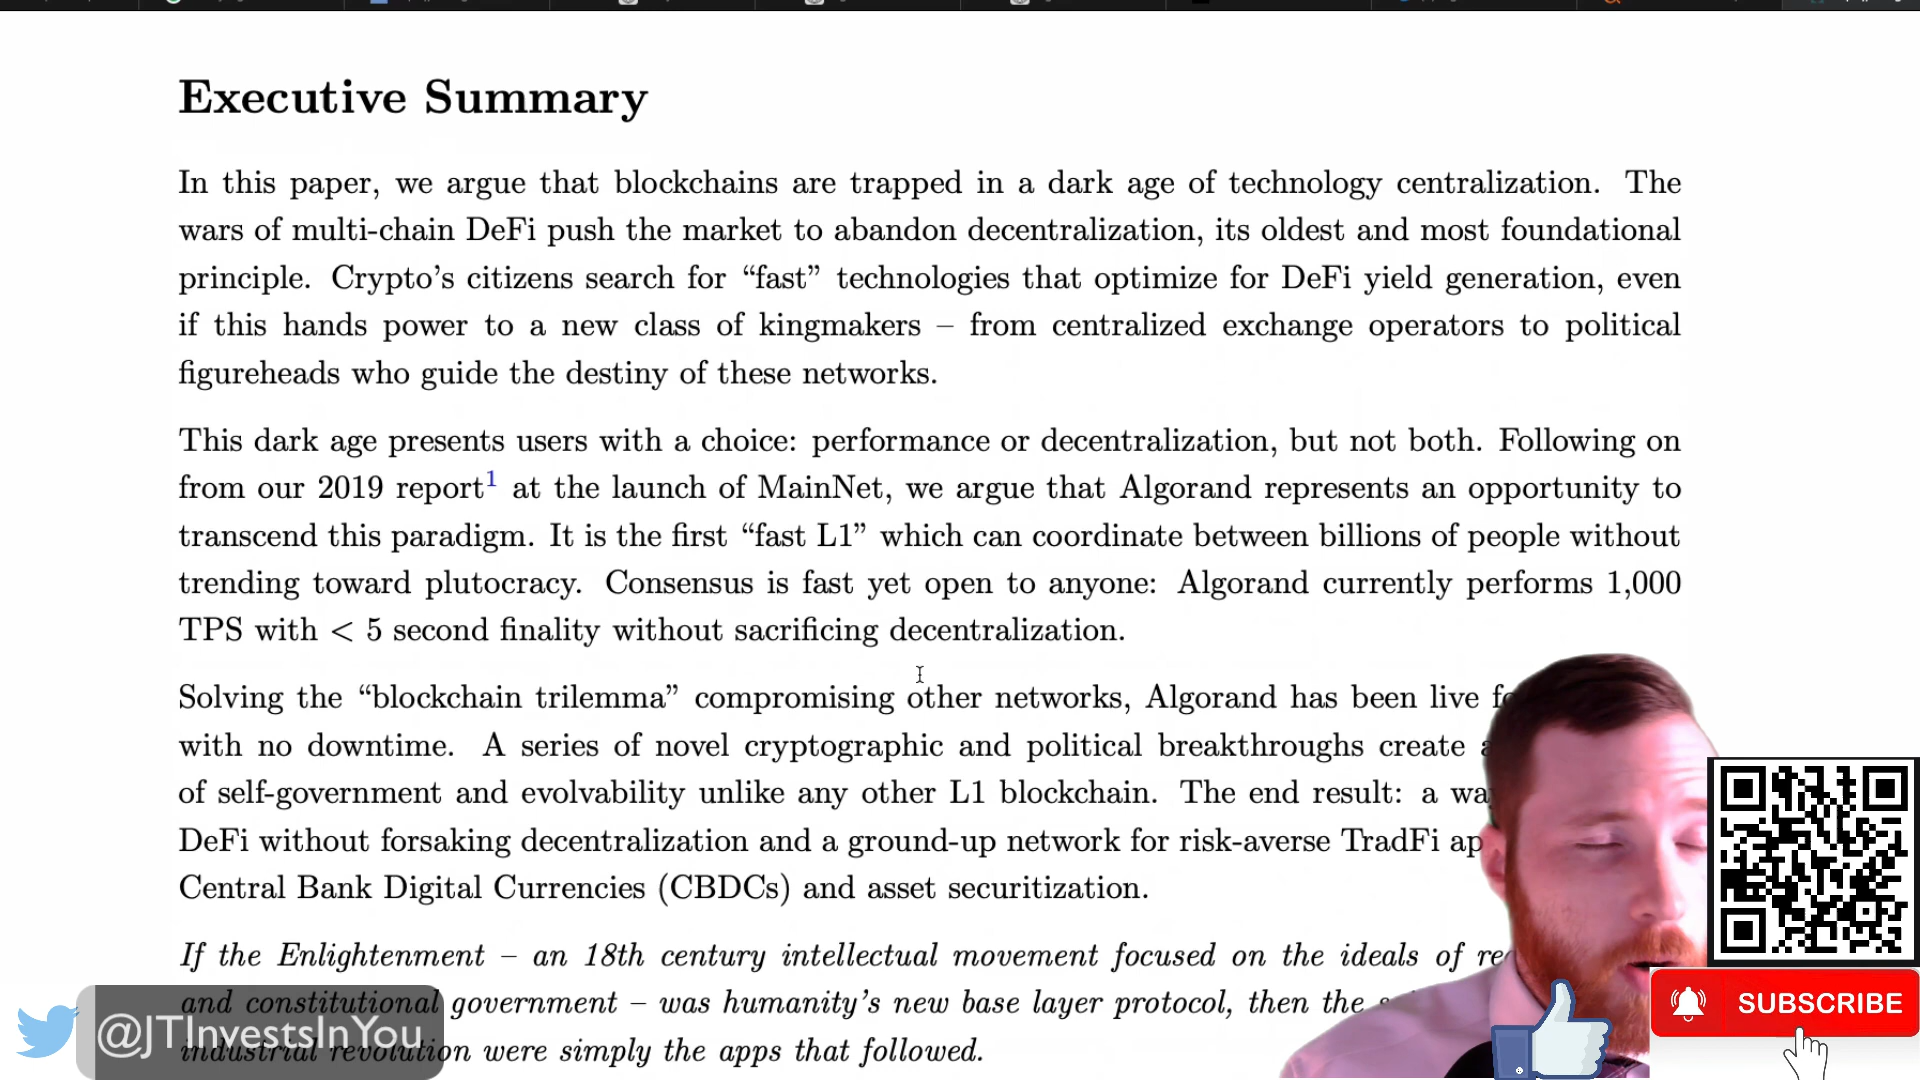 Executive Summary
In this paper, we argue that blockchains are trapped in a dark age of technology centralization. The
wars of multi-chain DeFi push the market to abandon decentralization, its oldest and most foundational
principle. Crypto's citizens search for “fast” technologies that optimize for DeFi yield generation, even
if this hands power to a new class of kingmakers – from centralized exchange operators to political
figureheads who guide the destiny of these networks.
This dark age presents users with a choice: performance or decentralization, but not both. Following on
from our 2019 report1 at the launch of MainNet, we argue that Algorand represents an opportunity to
transcend this paradigm. It is the first “fast L1” which can coordinate between billions of people without
trending toward plutocracy. Consensus is fast yet open to anyone: Algorand currently performs 1,000
TPS with < 5 second finality without sacrificing decentralization.
Solving the “blockchain trilemma” compromising other networks, Algorand has been live
with no downtime. A series of novel cryptographic and political breakthroughs create
of self-government and evolvability unlike any other L1 blockchain. The end result: a
DeFi without forsaking decentralization and a ground-up network for risk-averse TradFi
Central Bank Digital Currencies (CBDCs) and asset securitization.
If the Enlightenment – an 18th century intellectual movement focused on the ideals of
and constitutional government – was humanity's new base layer protocol, then the
industrial revolution were simply the apps that followed.
@JTInvestsInYou
SUBSCRIBE